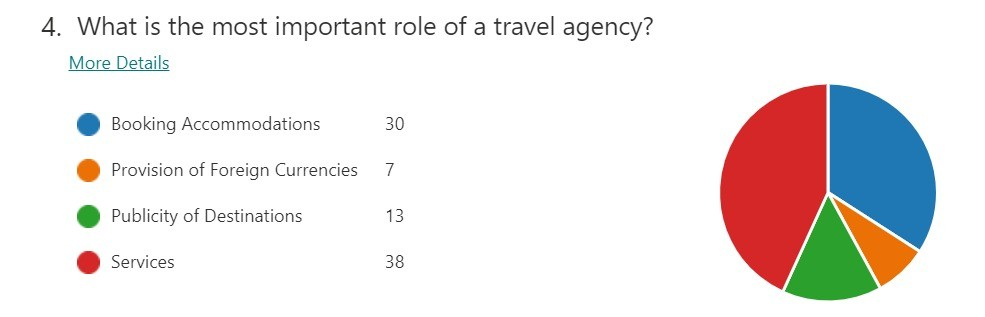 4. What is the most important role of a travel agency?
More Details
Booking Accommodations 30
Provision of Foreign Currencies 7
Publicity of Destinations 13
Services 38